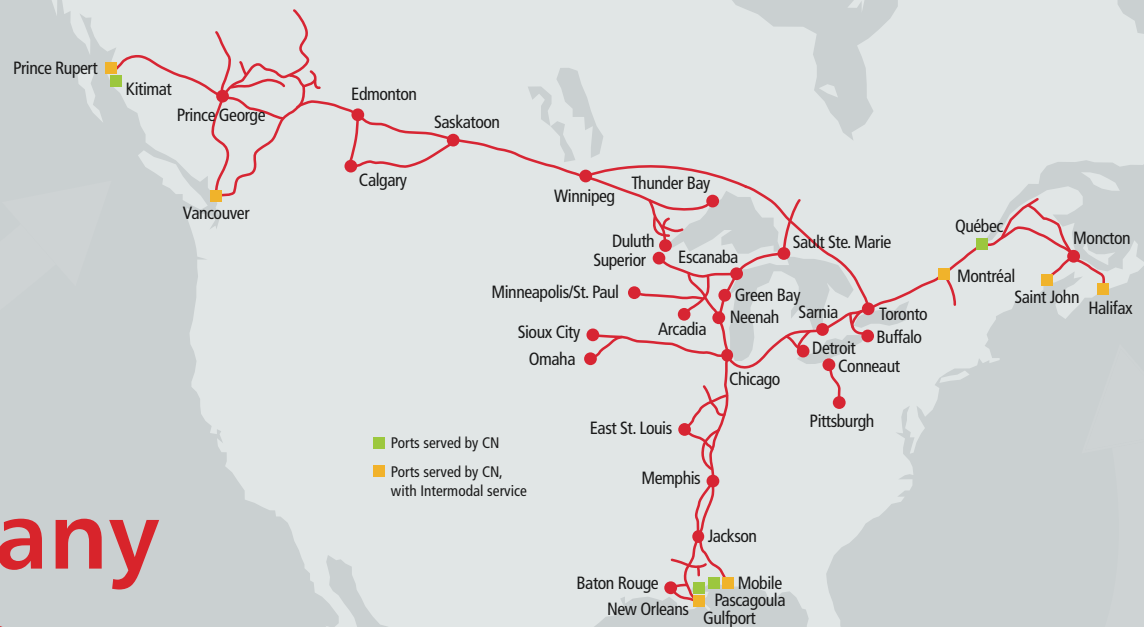 Prince Rupert
Kitimat
Prince George
Vancouver
Edmonton
Calgary
Saskatoon
Winnipeg
Thunder Bay
Duluth
Superior
Escanaba
Sault Ste. Marie
Minneapolis/St. Paul
Green Bay
Arcadia
Neenah
Sioux City
Omaha
Chicago
Sarnia
Toronto
Buffalo
Detroit
Conneaut
Pittsburgh
Québec
Montréal
Moncton
Saint John
Halifax
East St. Louis
Memphis
Jackson
Baton Rouge
New Orleans
Mobile
Pascagoula
Gulfport
Ports served by CN
Ports served by CN,
with Intermodal service
any